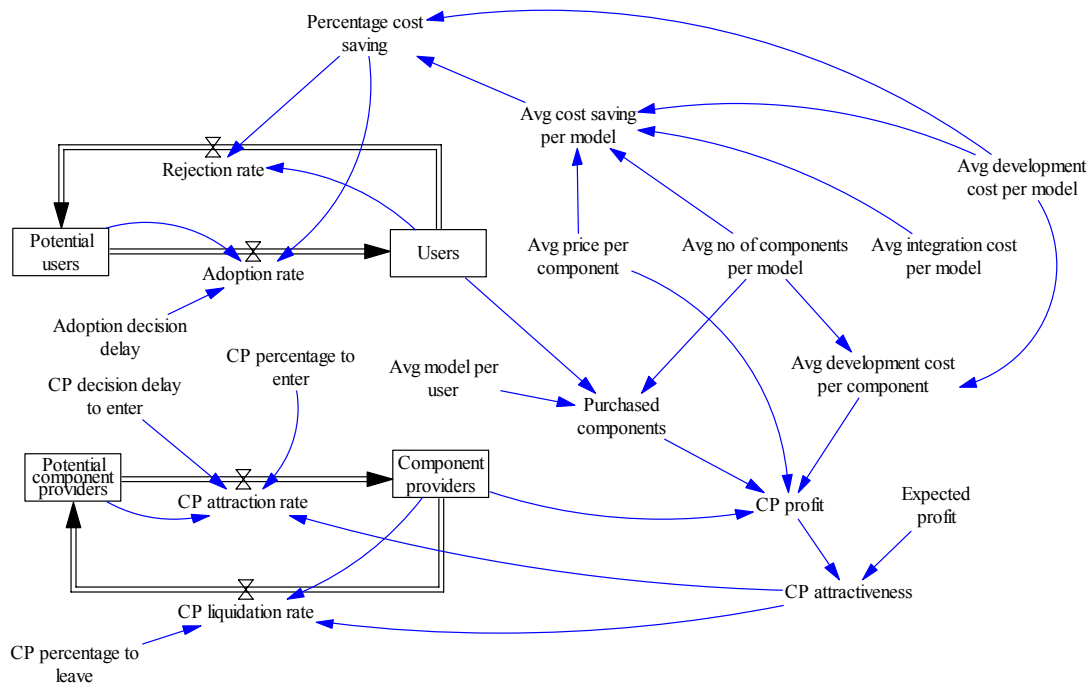 Percentage cost
saving
Avg cost saving
per model
Rejection rate
Avg development
cost per model
Potential
users
Users
Adoption rate
Avg price per
component
Avg no of components
per model
Avg integration cost
per model
Adoption decision
delay
CP percentage to
enter
Avg model per
user
Avg development cost
per component
CP decision delay
to enter
Purchased
components
Potential
component
providers
Component
providers
CP attraction rate
CP profit
Expected
profit
CP attractiveness
CP liquidation rate
CP percentage to
leave